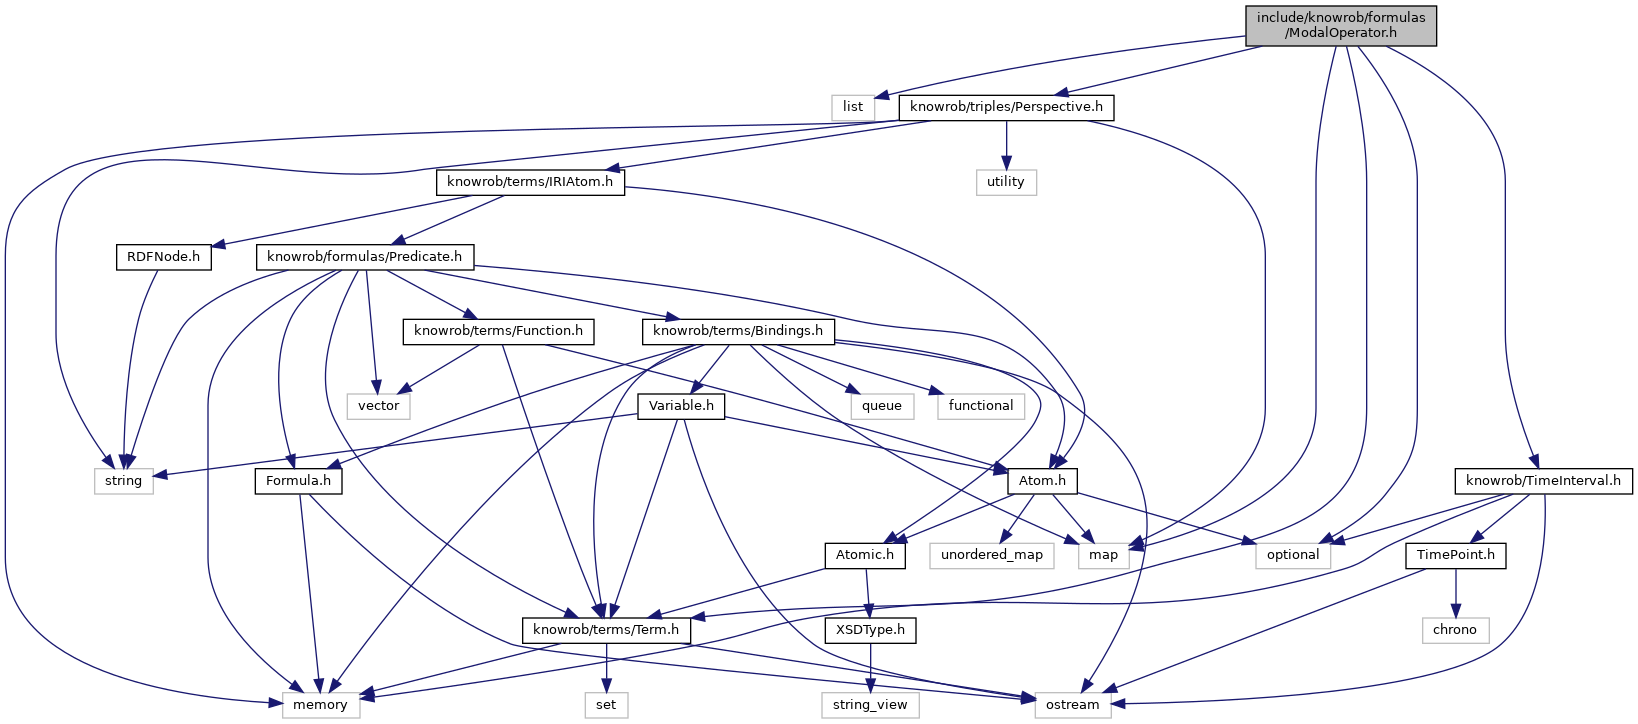 include/knowrob/formulas
/ModalOperator.h
list
knowrob/triples/Perspective.h
knowrob/terms/IRIAtom.h
utility
RDFNode.h
knowrob/formulas/Predicate.h
knowrob/terms/Function.h
knowrob/terms/Bindings.h
vector
Variable.h
queue
functional
string
Formula.h
Atom.h
knowrob/TimeInterval.h
Atomic.h
unordered_map
map
optional
TimePoint.h
knowrob/terms/Term.h
XSDType.h
chrono
memory
set
string_view
ostream